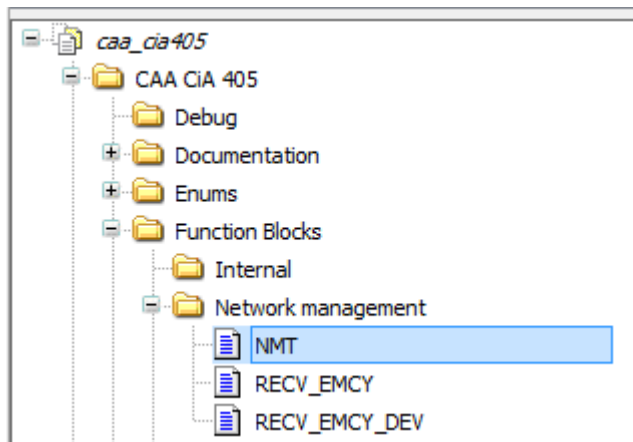 caa_cia405
CAA CiA 405
Debug
Documentation
Enums
Function Blocks
Internal
Network management
NMT
RECV_EMCY
RECV_EMCY_DEV